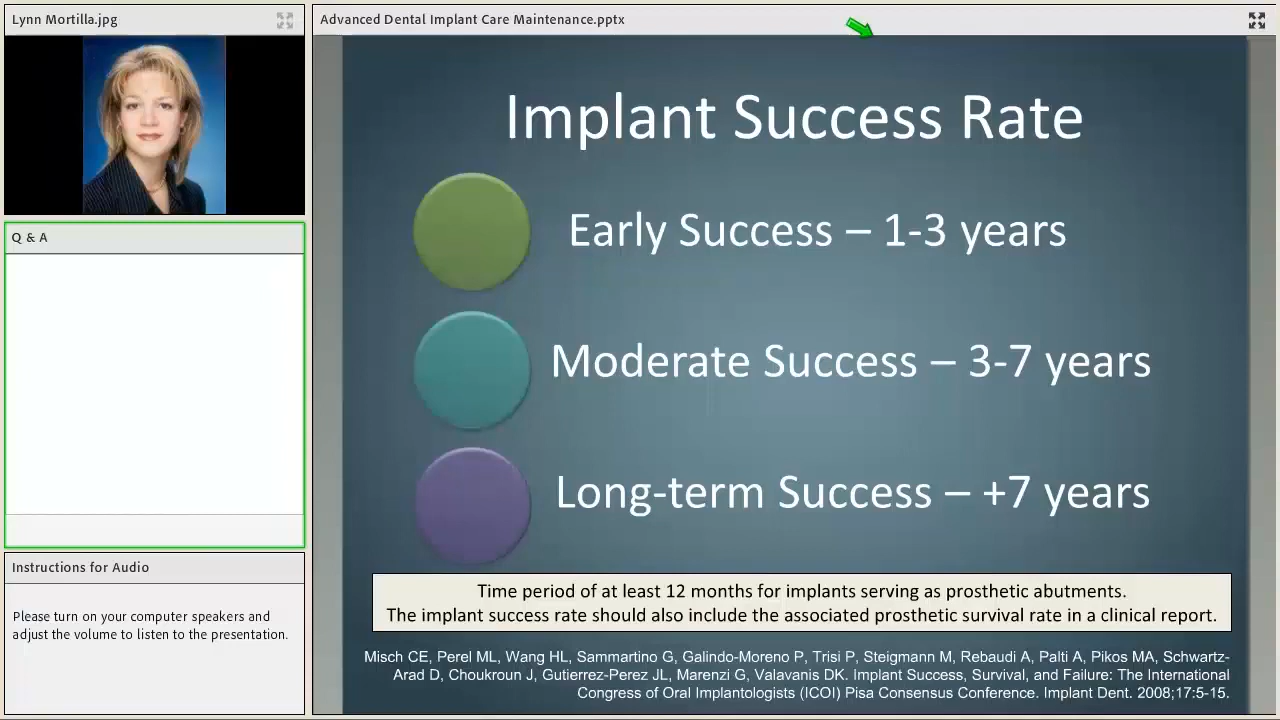 Lynn Mortilla.jpg
Q & A
Instructions for Audio
Please turn on your computer speakers and
adjust the volume to listen to the presentation.
Advanced Dental Implant Care Maintenance.pptx
Implant Success Rate
Early Success – 1-3 years
Moderate Success – 3-7 years
Long-term Success – +7 years
Time period of at least 12 months for implants serving as prosthetic abutments.
The implant success rate should also include the associated prosthetic survival rate in a clinical report.
Misch CE, Perel ML, Wang HL, Sammartino G, Galindo-Moreno P, Trisi P, Steigmann M, Rebaudi A, Palti A, Pikos MA, Schwartz-
Arad D, Choukroun J, Gutierrez-Perez JL, Marenzi G, Valavanis DK. Implant Success, Survival, and Failure: The International
Congress of Oral Implantologists (ICOI) Pisa Consensus Conference. Implant Dent. 2008;17:5-15.